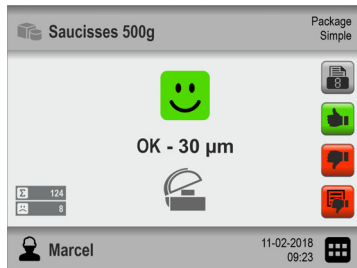 Saucisses 500g
Package
Simple
8
OK - 30 µm
Σ 124
8
Marcel
11-02-2018
09:23